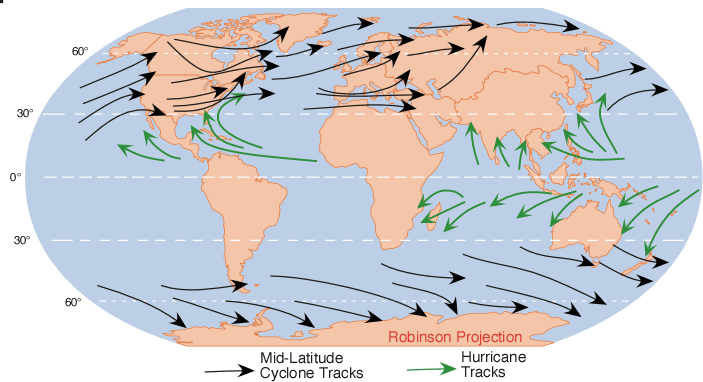 60°
30°
0°
30°
60°
Robinson Projection
Mid-Latitude
Cyclone Tracks
Hurricane
Tracks